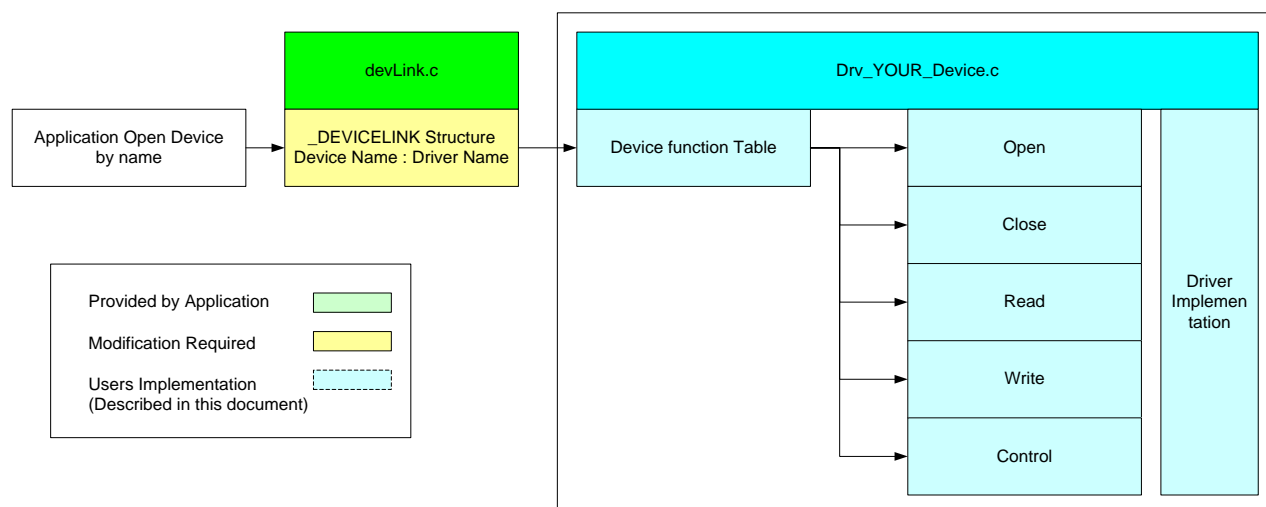 devLink.c
Drv_YOUR_Device.c
Application Open Device
by name
_DEVICELINK Structure
Device Name : Driver Name
Device function Table
Open
Close
Read
Write
Control
Driver
Implemen
tation
Provided by Application
Modification Required
Users Implementation
(Described in this document)